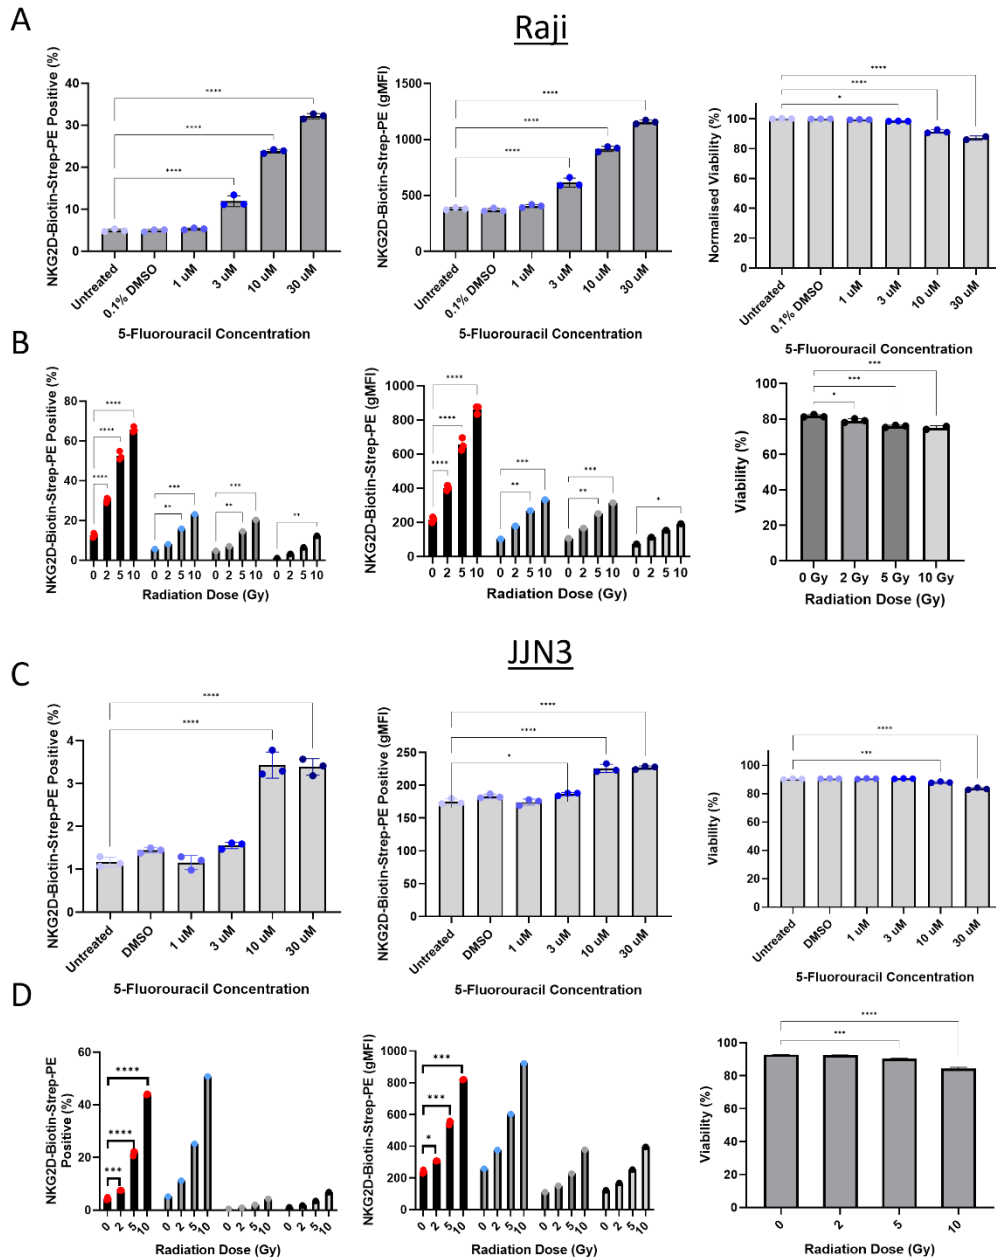 A
Raji
NKG2D-Biotin-Strep-PE Positive (%)
40
30
20
10
0
****
****
****
Untreated
0.1% DMSO
1 uM
3 uM
10 uM
30 uM
5-Fluorouracil Concentration
NKG2D-Biotin-Strep-PE (gMFI)
1500
1000
500
0
****
****
****
Untreated
0.1% DMSO
1 uM
3 uM
10 uM
30 uM
5-Fluorouracil Concentration
Normalised Viability (%)
100
80
60
40
20
0
****
****
*
Untreated
0.1% DMSO
1 uM
3 uM
10 uM
30 uM
5-Fluorouracil Concentration
B
NKG2D-Biotin-Strep-PE Positive (%)
80
60
40
20
0
****
****
****
***
**
***
**
**
0 2 5 10 0 2 5 10 0 2 5 10 0 2 5 10
Radiation Dose (Gy)
NKG2D-Biotin-Strep-PE (gMFI)
1000
800
600
400
200
0
****
****
****
***
**
***
**
*
0 2 5 10 0 2 5 10 0 2 5 10 0 2 5 10
Radiation Dose (Gy)
Viability (%)
100
80
60
40
20
0
***
***
*
0 Gy 2 Gy 5 Gy 10 Gy
Radiation Dose (Gy)
JJN3
C
NKG2D-Biotin-Strep-PE Positive (%)
4
3
2
1
0
****
****
Untreated
DMSO
1 uM
3 uM
10 uM
30 uM
5-Fluorouracil Concentration
NKG2D-Biotin-Strep-PE Positive (gMFI)
250
200
150
100
50
0
****
****
*
Untreated
DMSO
1 uM
3 uM
10 uM
30 uM
5-Fluorouracil Concentration
Viability (%)
100
80
60
40
20
0
****
***
Untreated
DMSO
1 uM
3 uM
10 uM
30 uM
5-Fluorouracil Concentration
D
NKG2D-Biotin-Strep-PE
Positive (%)
60
40
20
0
****
****
***
0 2 5 10 0 2 5 10 0 2 5 10 0 2 5 10
Radiation Dose (Gy)
NKG2D-Biotin-Strep-PE (gMFI)
1000
800
600
400
200
0
***
***
*
0 2 5 10 0 2 5 10 0 2 5 10 0 2 5 10
Radiation Dose (Gy)
Viability (%)
100
80
60
40
20
0
****
***
0 2 5 10
Radiation Dose (Gy)